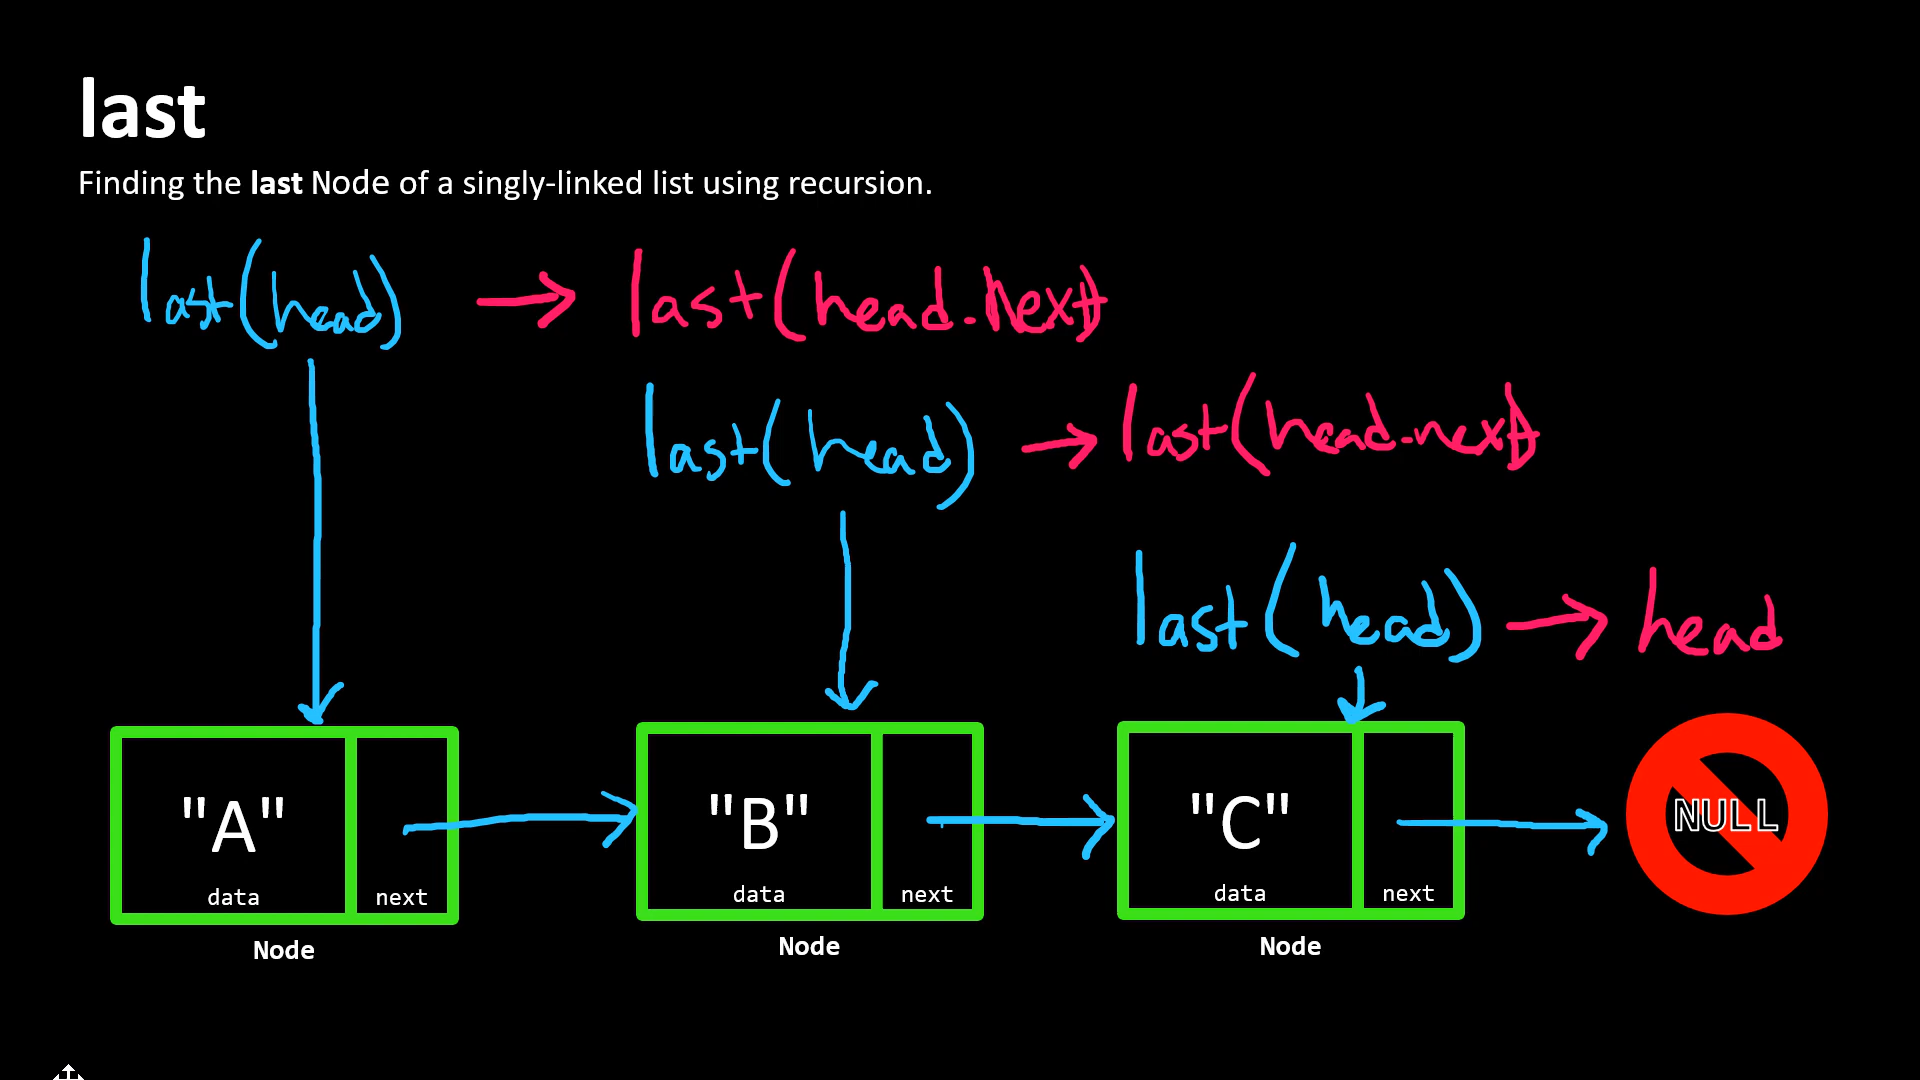 last
Finding the last Node of a singly-linked list using recursion.
last(head) → last(head.next)
last(head) → last(head.next)
last(head) → head
"A" "B" "C" NULL
data next data next data next
Node Node Node